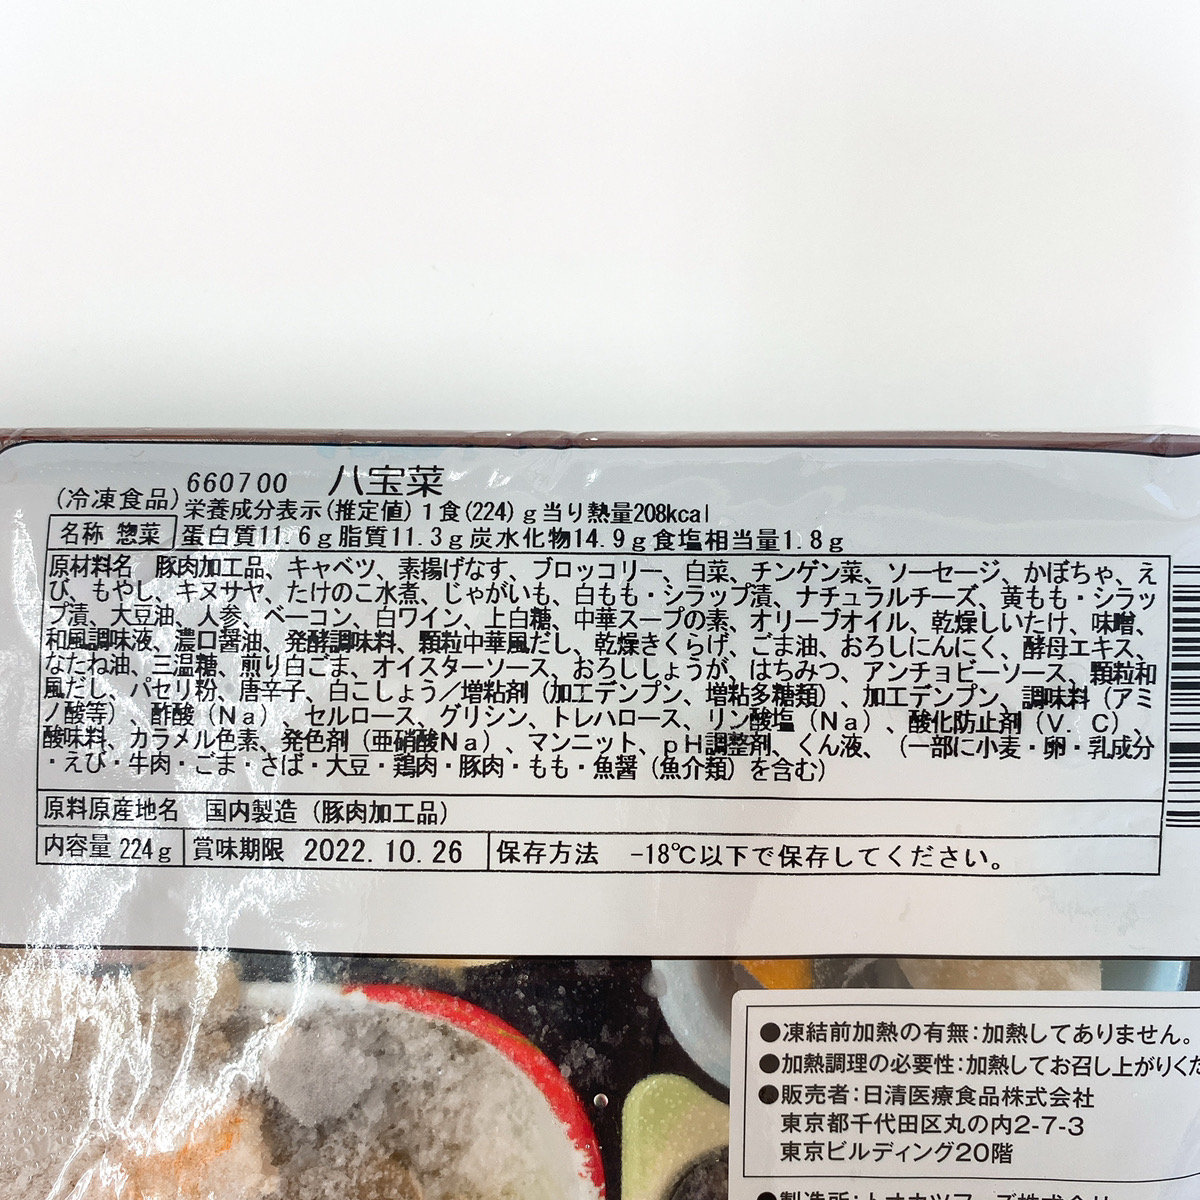 (冷凍食品) 660700 八宝菜
栄養成分表示(推定値)1食(224)g当り熱量208kcal
名称 惣菜 蛋白質11.6g脂質11.3g炭水化物14.9g食塩相当量1.8g
原材料名 豚肉加工品、キャベツ、素揚げなす、ブロッコリー、白菜、チンゲン菜、ソーセージ、かぼちゃ、え
び、もやし、キヌサヤ、たけのこ水煮、じゃがいも、白もも・シラップ漬、ナチュラルチーズ、黄もも・シラッ
プ漬、大豆油、人参、ベーコン、白ワイン、上白糖、中華スープの素、オリーブオイル、乾燥しいたけ、味噌、
和風調味液、濃口醤油、発酵調味料、顆粒中華風だし、乾燥きくらげ、ごま油、おろしにんにく、酵母エキス、
なたね油、三温糖、煎り白ごま、オイスターソース、おろししょうが、はちみつ、アンチョビーソース、顆粒和
風だし、パセリ粉、唐辛子、白こしょう/増粘剤(加工デンプン、増粘多糖類)、加工デンプン、調味料(アミ
ノ酸等)、酢酸(Na)、セルロース、グリシン、トレハロース、リン酸塩(Na)、酸化防止剤(V.C)、
酸味料、カラメル色素、発色剤(亜硝酸Na)、マンニット、pH調整剤、くん液、(一部に小麦・卵・乳成分
・えび・牛肉・ごま・さば・大豆・鶏肉・豚肉・もも・魚醤(魚介類)を含む)
原料原産地名 国内製造(豚肉加工品)
内容量 224g 賞味期限 2022.10.26 保存方法 -18℃以下で保存してください。
●凍結前加熱の有無:加熱してありません。
●加熱調理の必要性:加熱してお召し上がりくだ
●販売者:日清医療食品株式会社
東京都千代田区丸の内2-7-3
東京ビルディング20階
●製造所:トオカツフーズ株式会社